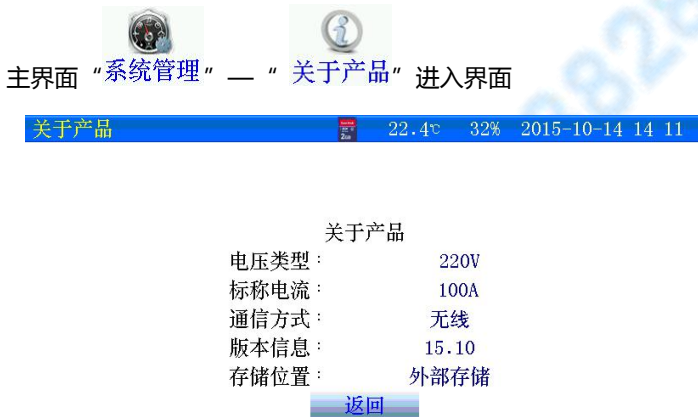 主界面“系统管理”—“关于产品”进入界面
关于产品 22.4℃ 32% 2015-10-14 14 11
关于产品
电压类型： 220V
标称电流： 100A
通信方式： 无线
版本信息： 15.10
存储位置： 外部存储
返回